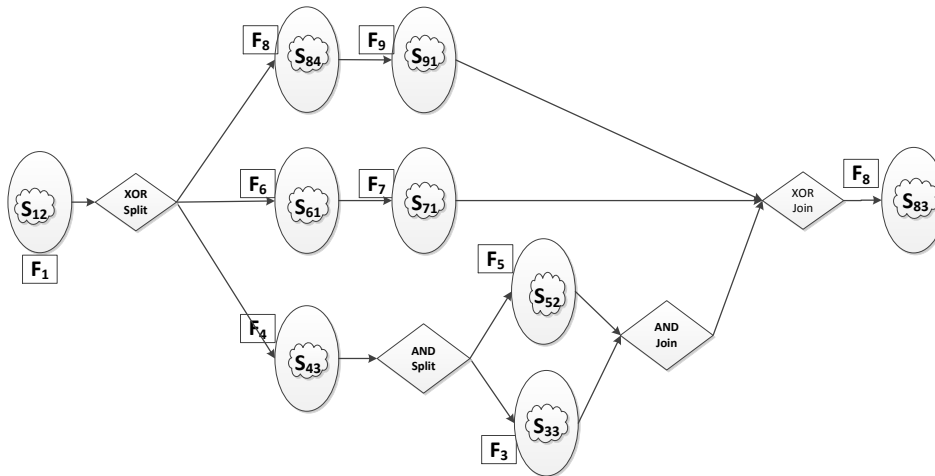 F8
S84
F9
S91
S12
F1
XOR
Split
F6
S61
F7
S71
XOR
Join
F8
S83
F4
S43
AND
Split
F5
S52
AND
Join
F3
S33